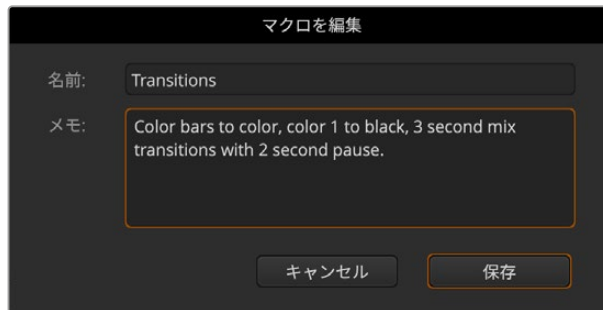 マクロを編集
名前:
Transitions
メモ:
Color bars to color, color 1 to black, 3 second mix
transitions with 2 second pause.
キャンセル
保存